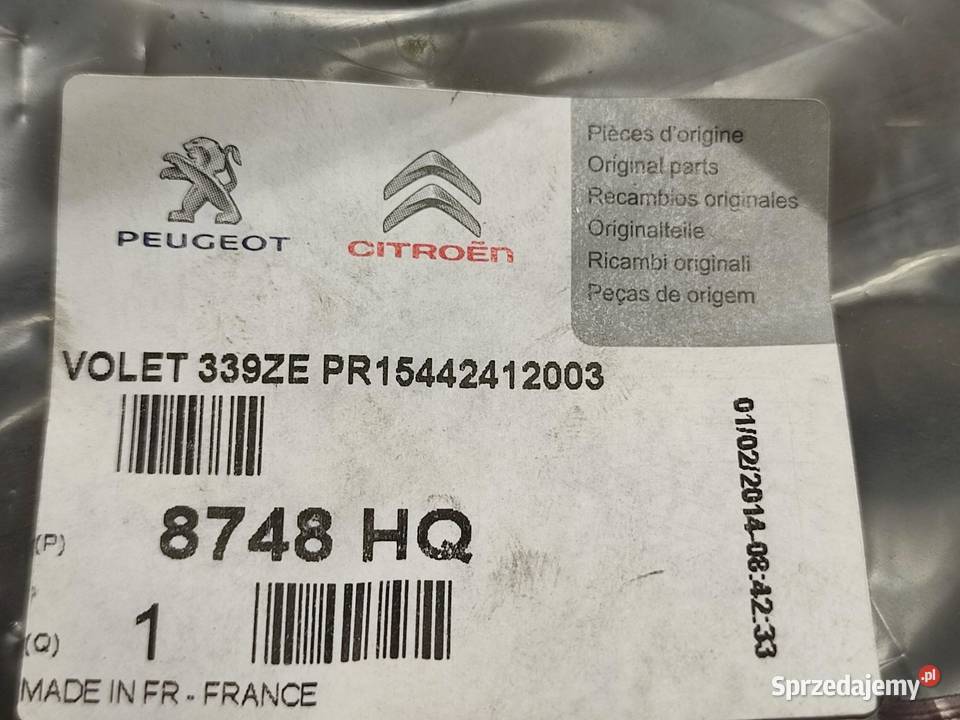 PEUGEOT
CITROËN
Pièces d'origine
Original parts
Recambios originales
Originalteile
Ricambi originali
Peças de origem
VOLET 339ZE PR15442412003
01/02/2014-08:42:33
(P) 8748 HQ
(Q) 1
MADE IN FR - FRANCE
Sprzedajemy.pl